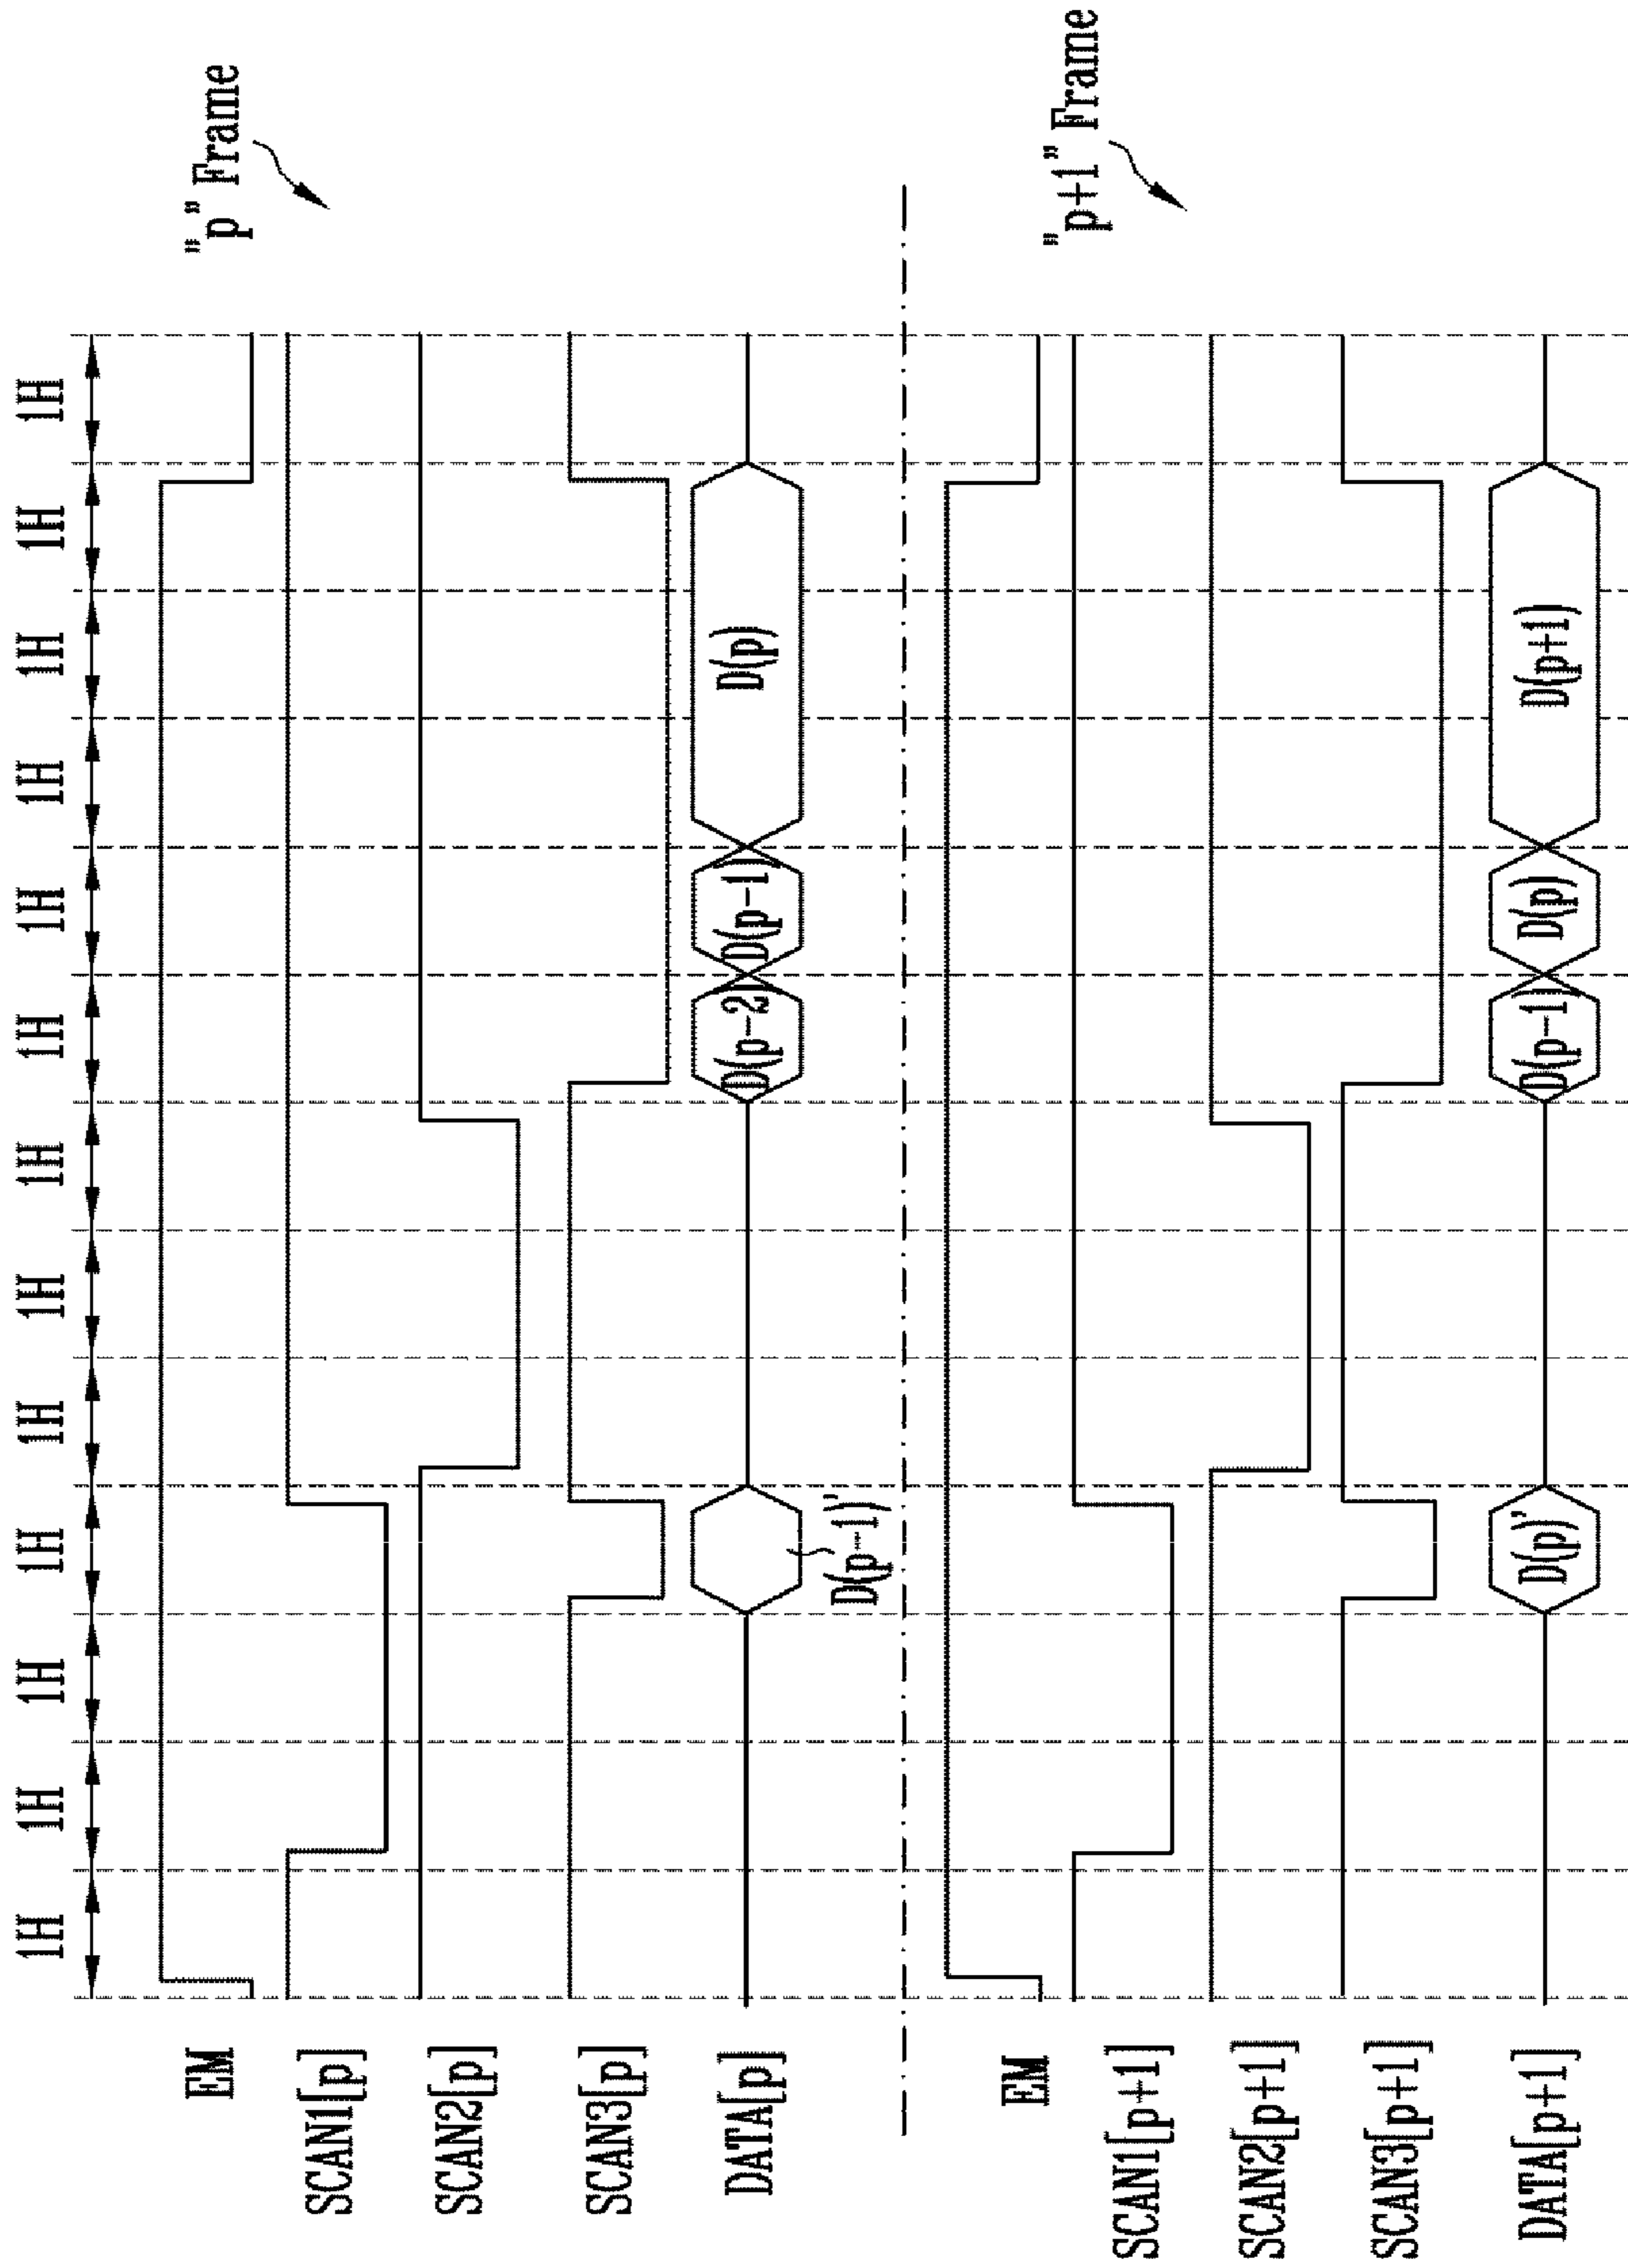 1H 1H 1H 1H 1H 1H 1H 1H 1H 1H 1H 1H 1H
"p" Frame
EM
SCAN1[p]
SCAN2[p]
SCAN3[p]
DATA[p]
D(p-2) D(p-1) D(p)
D(p-1)'
"p+1" Frame
EM
SCAN1[p+1]
SCAN2[p+1]
SCAN3[p+1]
DATA[p+1]
D(p)' D(p-1) D(p) D(p+1)